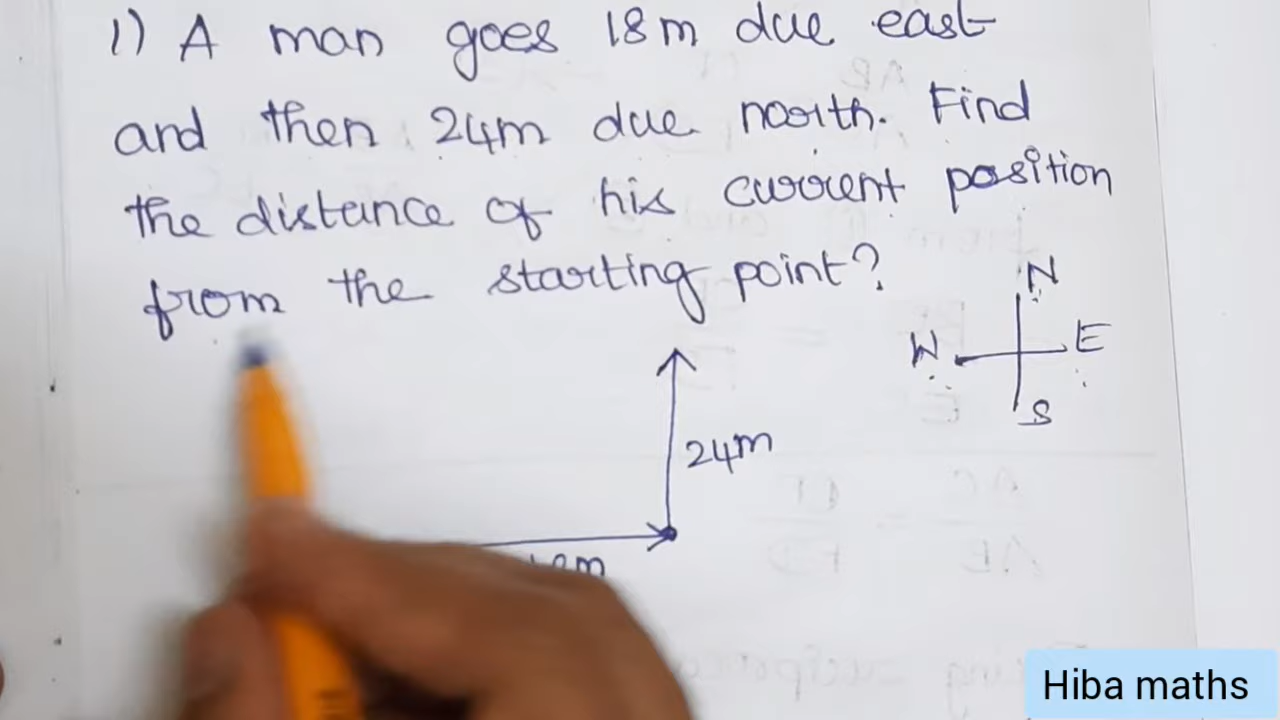 1) A man goes 18m due east
and then 24m due north. Find
the distance of his current position
from the starting point?
N
W E
S
24m
Hiba maths